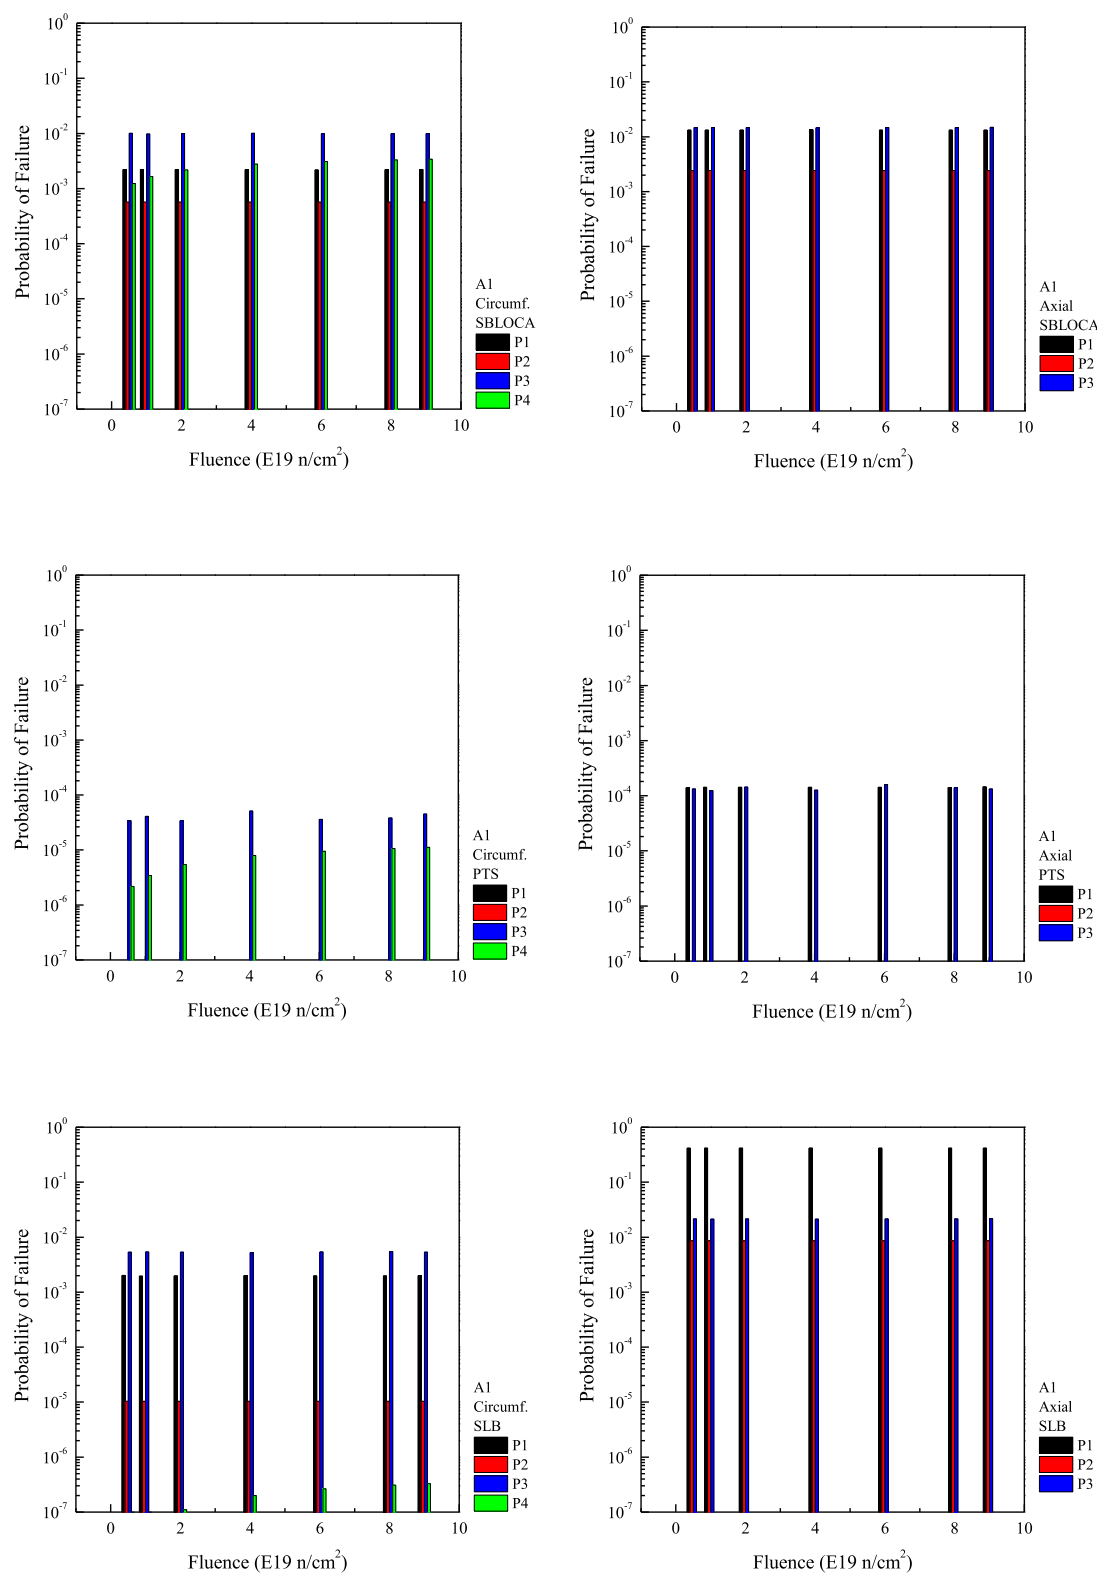 10^0
10^-1
10^-2
10^-3
10^-4
10^-5
10^-6
10^-7
Probability of Failure
0 2 4 6 8 10
Fluence (E19 n/cm^2)
A1
Circumf.
SBLOCA
P1
P2
P3
P4
10^0
10^-1
10^-2
10^-3
10^-4
10^-5
10^-6
10^-7
Probability of Failure
0 2 4 6 8 10
Fluence (E19 n/cm^2)
A1
Axial
SBLOCA
P1
P2
P3
10^0
10^-1
10^-2
10^-3
10^-4
10^-5
10^-6
10^-7
Probability of Failure
0 2 4 6 8 10
Fluence (E19 n/cm^2)
A1
Circumf.
PTS
P1
P2
P3
P4
10^0
10^-1
10^-2
10^-3
10^-4
10^-5
10^-6
10^-7
Probability of Failure
0 2 4 6 8 10
Fluence (E19 n/cm^2)
A1
Axial
PTS
P1
P2
P3
10^0
10^-1
10^-2
10^-3
10^-4
10^-5
10^-6
10^-7
Probability of Failure
0 2 4 6 8 10
Fluence (E19 n/cm^2)
A1
Circumf.
SLB
P1
P2
P3
P4
10^0
10^-1
10^-2
10^-3
10^-4
10^-5
10^-6
10^-7
Probability of Failure
0 2 4 6 8 10
Fluence (E19 n/cm^2)
A1
Axial
SLB
P1
P2
P3